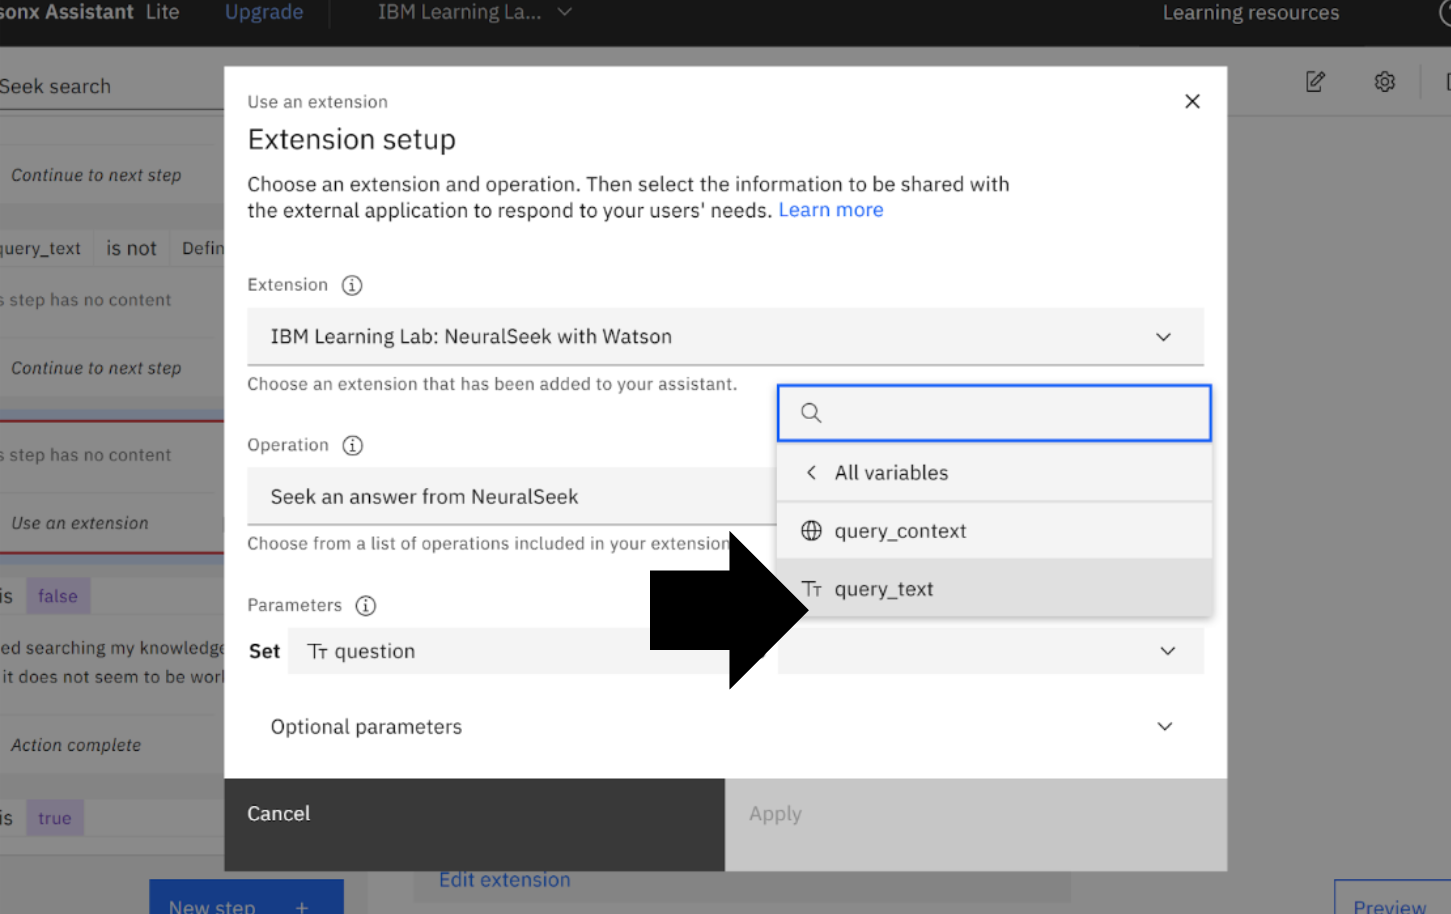 sonx Assistant Lite Upgrade IBM Learning La... Learning resources
Seek search
Continue to next step
query_text is not Defin
s step has no content
Continue to next step
s step has no content
Use an extension
is false
ed searching my knowledge
it does not seem to be worl
Action complete
is true
New step +
Use an extension
Extension setup
Choose an extension and operation. Then select the information to be shared with
the external application to respond to your users' needs. Learn more
Extension
IBM Learning Lab: NeuralSeek with Watson
Choose an extension that has been added to your assistant.
Operation
Seek an answer from NeuralSeek
Choose from a list of operations included in your extension
All variables
query_context
query_text
Parameters
Set question
Optional parameters
Cancel Apply
Edit extension
Preview